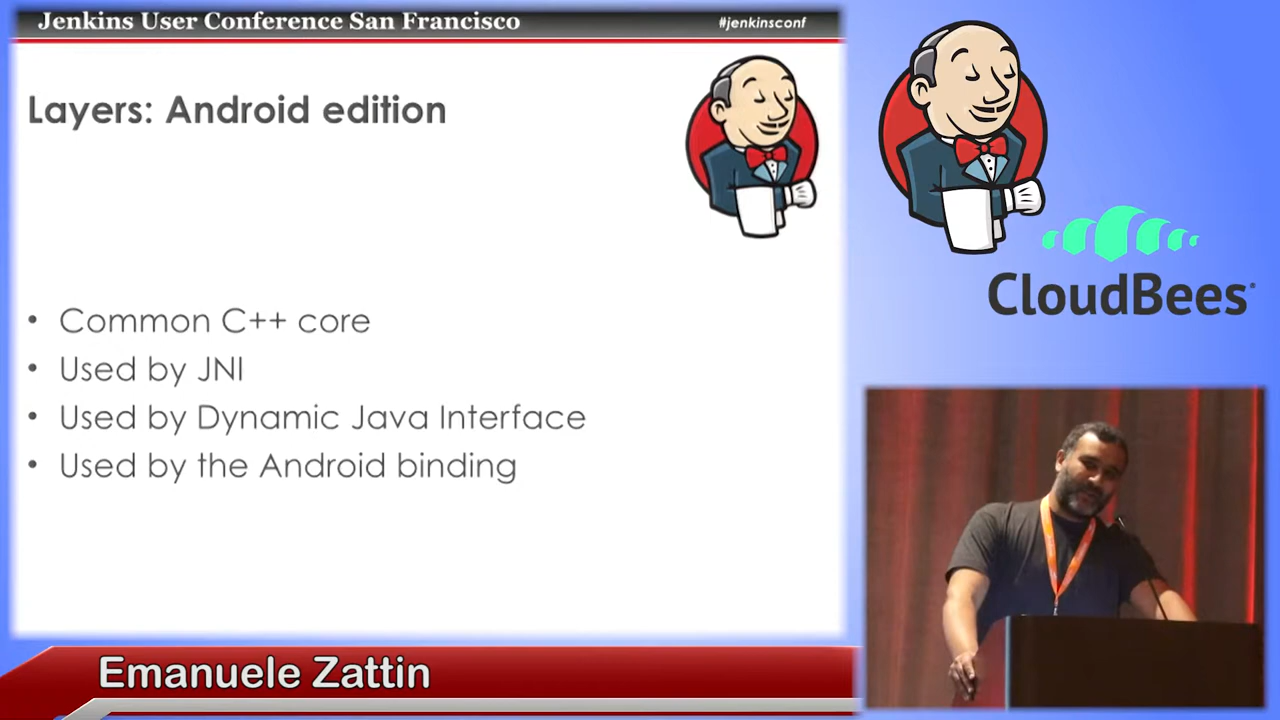 Jenkins User Conference San Francisco
#jenkinsconf
Layers: Android edition
• Common C++ core
• Used by JNI
• Used by Dynamic Java Interface
• Used by the Android binding
CloudBees
Emanuele Zattin